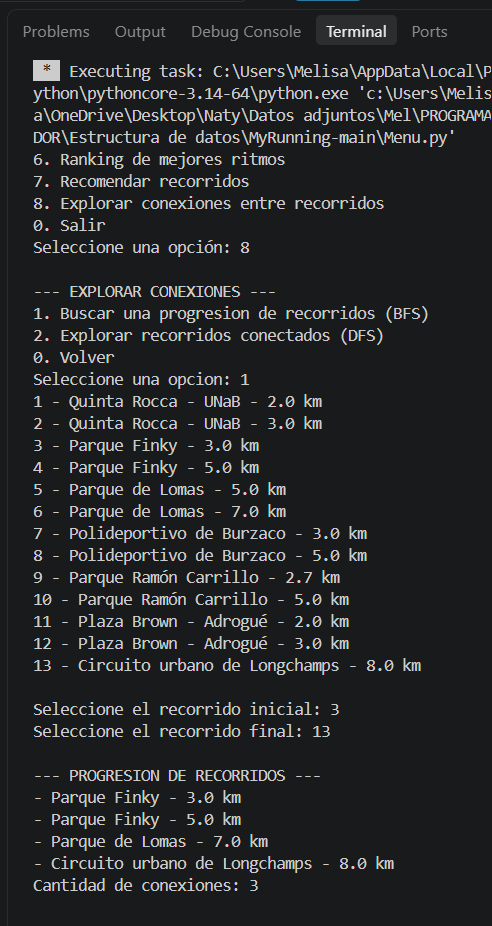 Problems Output Debug Console Terminal Ports
* Executing task: C:\Users\Melisa\AppData\Local\P
ython\pythoncore-3.14-64\python.exe 'c:\Users\Melis
a\OneDrive\Desktop\Naty\Datos adjuntos\Mel\PROGRAMA
DOR\Estructura de datos\MyRunning-main\Menu.py'
6. Ranking de mejores ritmos
7. Recomendar recorridos
8. Explorar conexiones entre recorridos
0. Salir
Seleccione una opción: 8

--- EXPLORAR CONEXIONES ---
1. Buscar una progresion de recorridos (BFS)
2. Explorar recorridos conectados (DFS)
0. Volver
Seleccione una opcion: 1
1 - Quinta Rocca - UNaB - 2.0 km
2 - Quinta Rocca - UNaB - 3.0 km
3 - Parque Finky - 3.0 km
4 - Parque Finky - 5.0 km
5 - Parque de Lomas - 5.0 km
6 - Parque de Lomas - 7.0 km
7 - Polideportivo de Burzaco - 3.0 km
8 - Polideportivo de Burzaco - 5.0 km
9 - Parque Ramón Carrillo - 2.7 km
10 - Parque Ramón Carrillo - 5.0 km
11 - Plaza Brown - Adrogué - 2.0 km
12 - Plaza Brown - Adrogué - 3.0 km
13 - Circuito urbano de Longchamps - 8.0 km

Seleccione el recorrido inicial: 3
Seleccione el recorrido final: 13

--- PROGRESION DE RECORRIDOS ---
- Parque Finky - 3.0 km
- Parque Finky - 5.0 km
- Parque de Lomas - 7.0 km
- Circuito urbano de Longchamps - 8.0 km
Cantidad de conexiones: 3